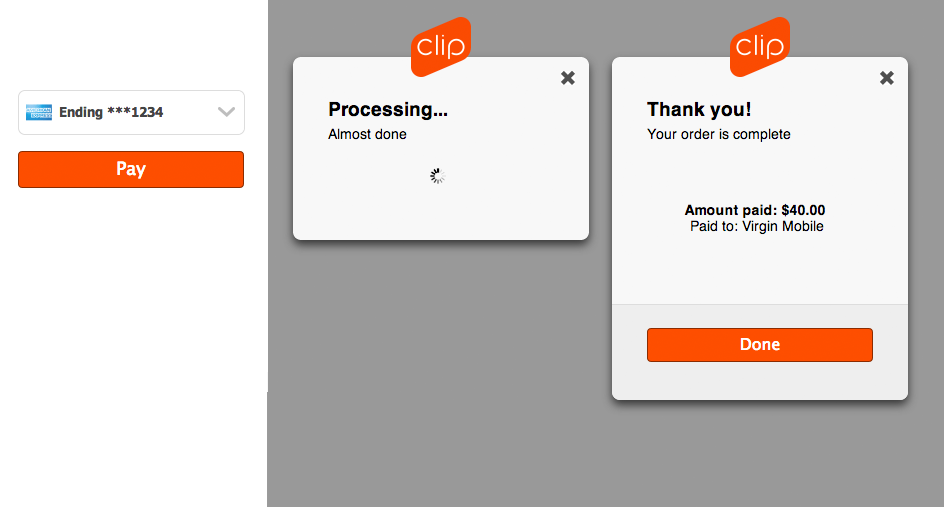 Ending ***1234
Pay
clip
Processing...
Almost done
clip
Thank you!
Your order is complete
Amount paid: $40.00
Paid to: Virgin Mobile
Done